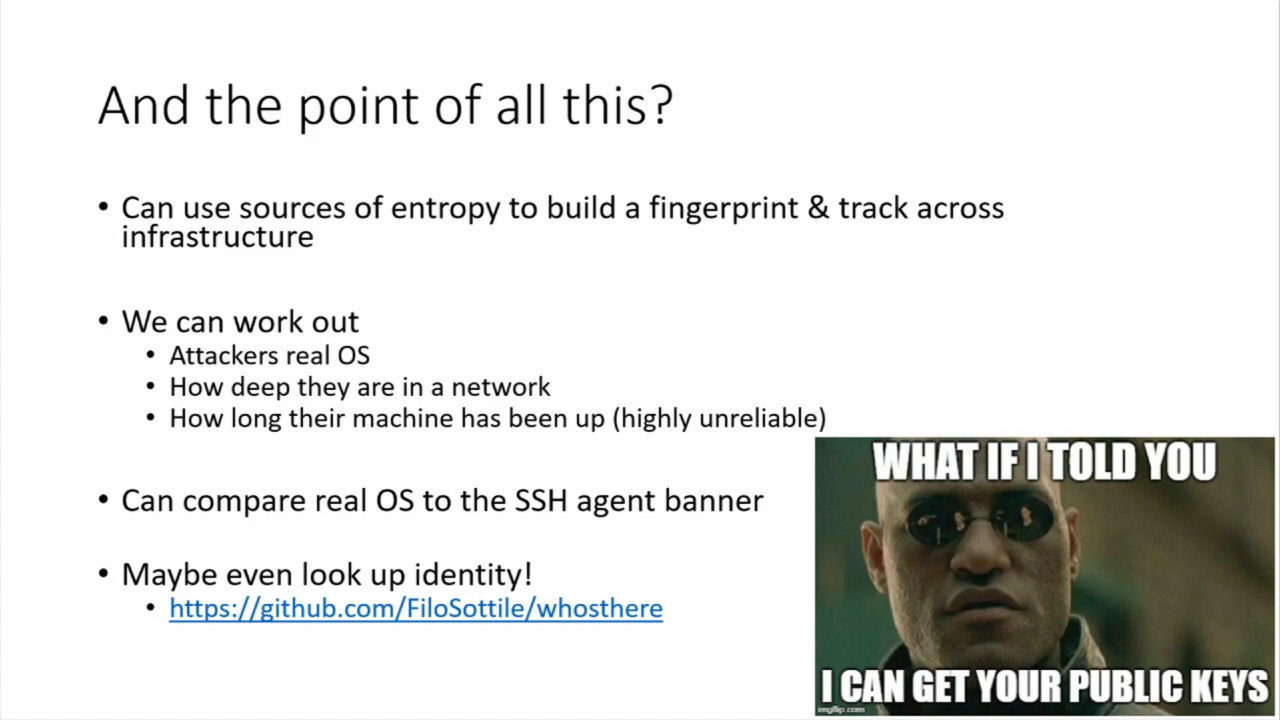 And the point of all this?
• Can use sources of entropy to build a fingerprint & track across
infrastructure
• We can work out
• Attackers real OS
• How deep they are in a network
• How long their machine has been up (highly unreliable)
• Can compare real OS to the SSH agent banner
• Maybe even look up identity!
• https://github.com/FiloSottile/whosthere
WHAT IF I TOLD YOU
I CAN GET YOUR PUBLIC KEYS
imgflip.com